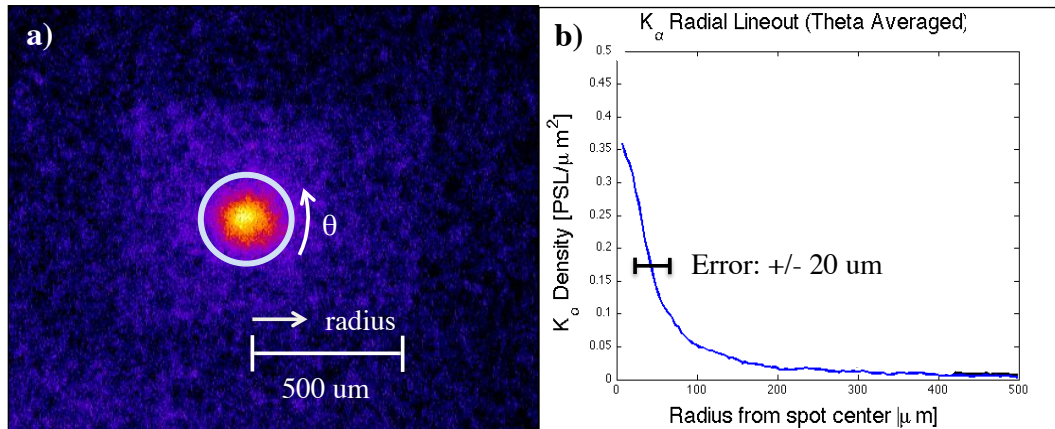 a)
θ
radius
500 um
b)
K_α Radial Lineout (Theta Averaged)
K_α Density [PSL/μm²]
0.5
0.45
0.4
0.35
0.3
0.25
0.2
0.15
0.1
0.05
0
Error: +/- 20 um
0 100 200 300 400 500
Radius from spot center [μm]